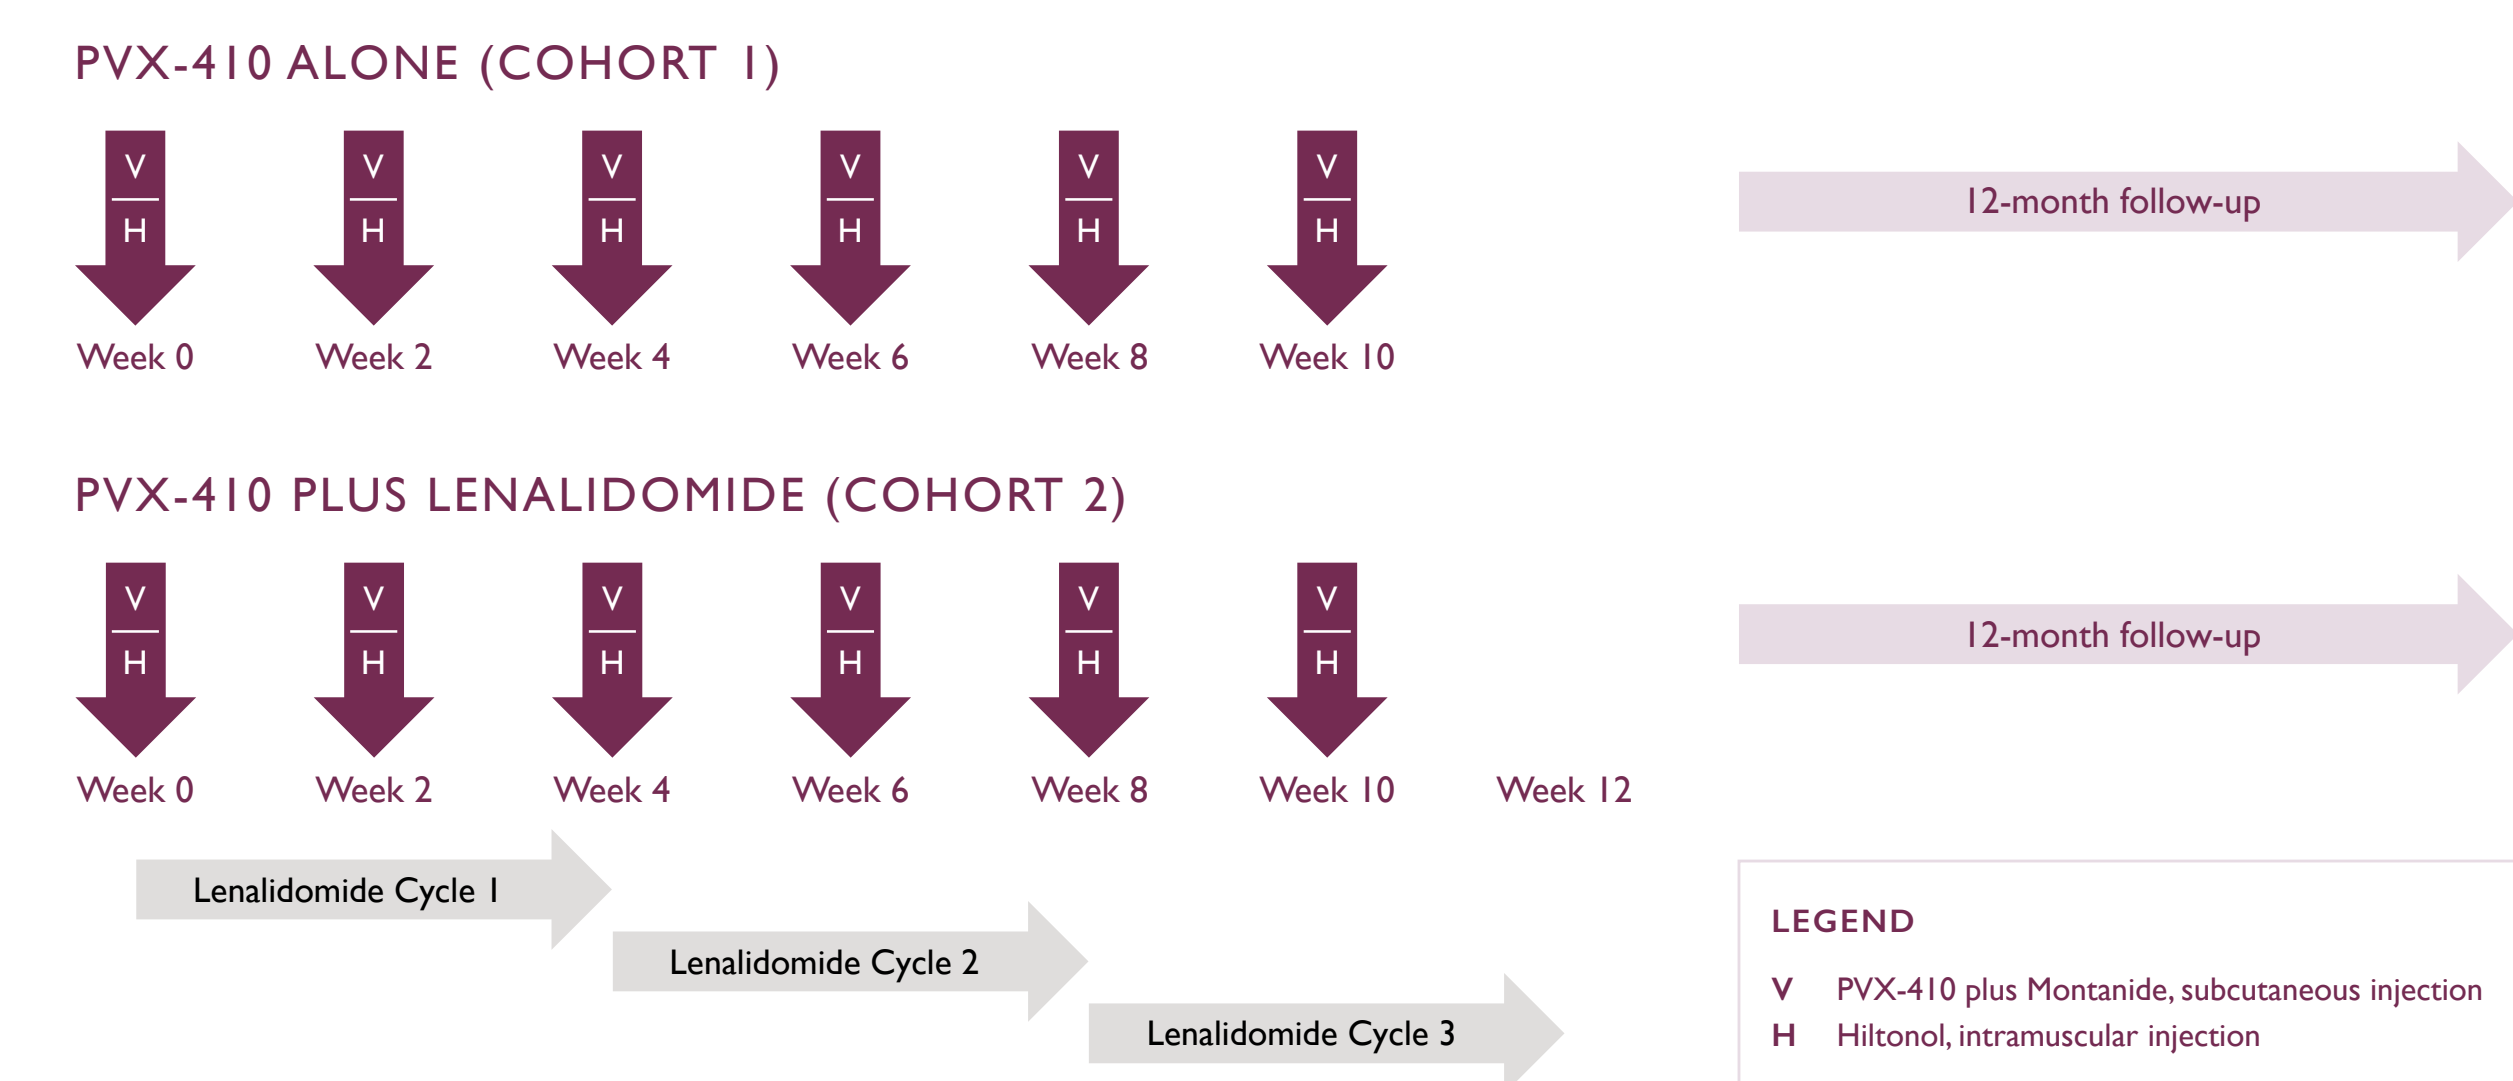 PVX-410 ALONE (COHORT 1)
V V V V V V
H H H H H H
12-month follow-up
Week 0 Week 2 Week 4 Week 6 Week 8 Week 10
PVX-410 PLUS LENALIDOMIDE (COHORT 2)
V V V V V V
H H H H H H
12-month follow-up
Week 0 Week 2 Week 4 Week 6 Week 8 Week 10 Week 12
Lenalidomide Cycle 1
Lenalidomide Cycle 2
Lenalidomide Cycle 3
LEGEND
V PVX-410 plus Montanide, subcutaneous injection
H Hiltonol, intramuscular injection